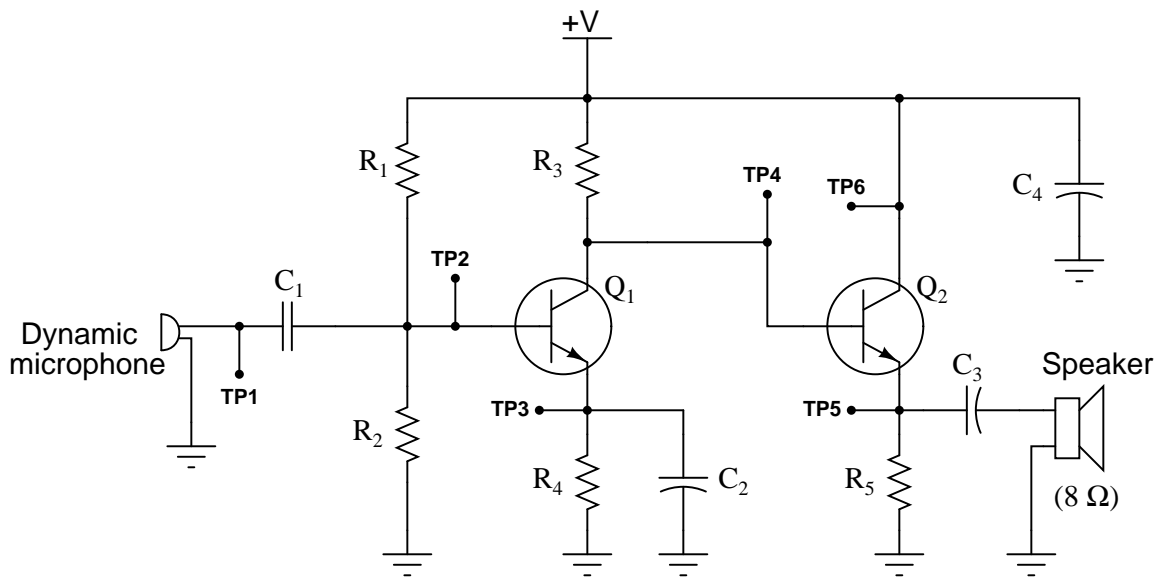 +V
R1
R3
TP4
TP6
C4
TP2
C1
Q1
Q2
Dynamic
microphone
TP1
C3
Speaker
TP3
TP5
R2
R4
C2
R5
(8 Ω)